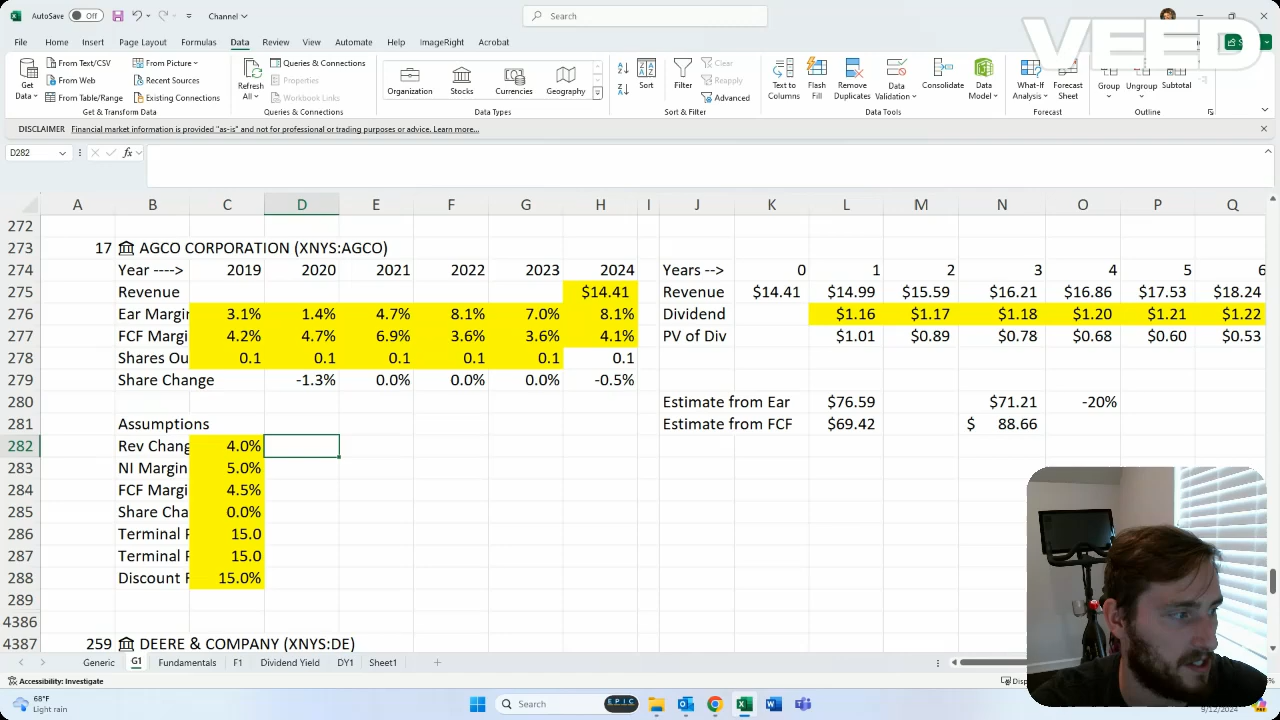 AutoSave Off Channel Search
VEED
File Home Insert Page Layout Formulas Data Review View Automate Help ImageRight Acrobat
Get Data From Text/CSV From Web From Table/Range From Picture Recent Sources Existing Connections
Refresh All Queries & Connections Properties Workbook Links
Organization Stocks Currencies Geography
Sort Filter Clear Reapply Advanced
Text to Columns Flash Fill Remove Duplicates Data Validation Consolidate Data Model
What-If Analysis Forecast Sheet Group Ungroup Subtotal
Get & Transform Data Queries & Connections Data Types Sort & Filter Data Tools Forecast Outline
DISCLAIMER Financial market information is provided "as-is" and not for professional or trading purposes or advice. Learn more...
D282 fx
A B C D E F G H I J K L M N O P Q
272
273 17 AGCO CORPORATION (XNYS:AGCO)
274 Year ----> 2019 2020 2021 2022 2023 2024 Years --> 0 1 2 3 4 5 6
275 Revenue $14.41 Revenue $14.41 $14.99 $15.59 $16.21 $16.86 $17.53 $18.24
276 Ear Margin 3.1% 1.4% 4.7% 8.1% 7.0% 8.1% Dividend $1.16 $1.17 $1.18 $1.20 $1.21 $1.22
277 FCF Margin 4.2% 4.7% 6.9% 3.6% 3.6% 4.1% PV of Div $1.01 $0.89 $0.78 $0.68 $0.60 $0.53
278 Shares Ou 0.1 0.1 0.1 0.1 0.1 0.1
279 Share Change -1.3% 0.0% 0.0% 0.0% -0.5%
280 Estimate from Ear $76.59 $71.21 -20%
281 Assumptions Estimate from FCF $69.42 $ 88.66
282 Rev Chang 4.0%
283 NI Margin 5.0%
284 FCF Margi 4.5%
285 Share Cha 0.0%
286 Terminal P 15.0
287 Terminal P 15.0
288 Discount F 15.0%
289
4386
4387 259 DEERE & COMPANY (XNYS:DE)
Generic G1 Fundamentals F1 Dividend Yield DY1 Sheet1
Accessibility: Investigate
68°F
Light rain
Search EPIC
9/12/2024